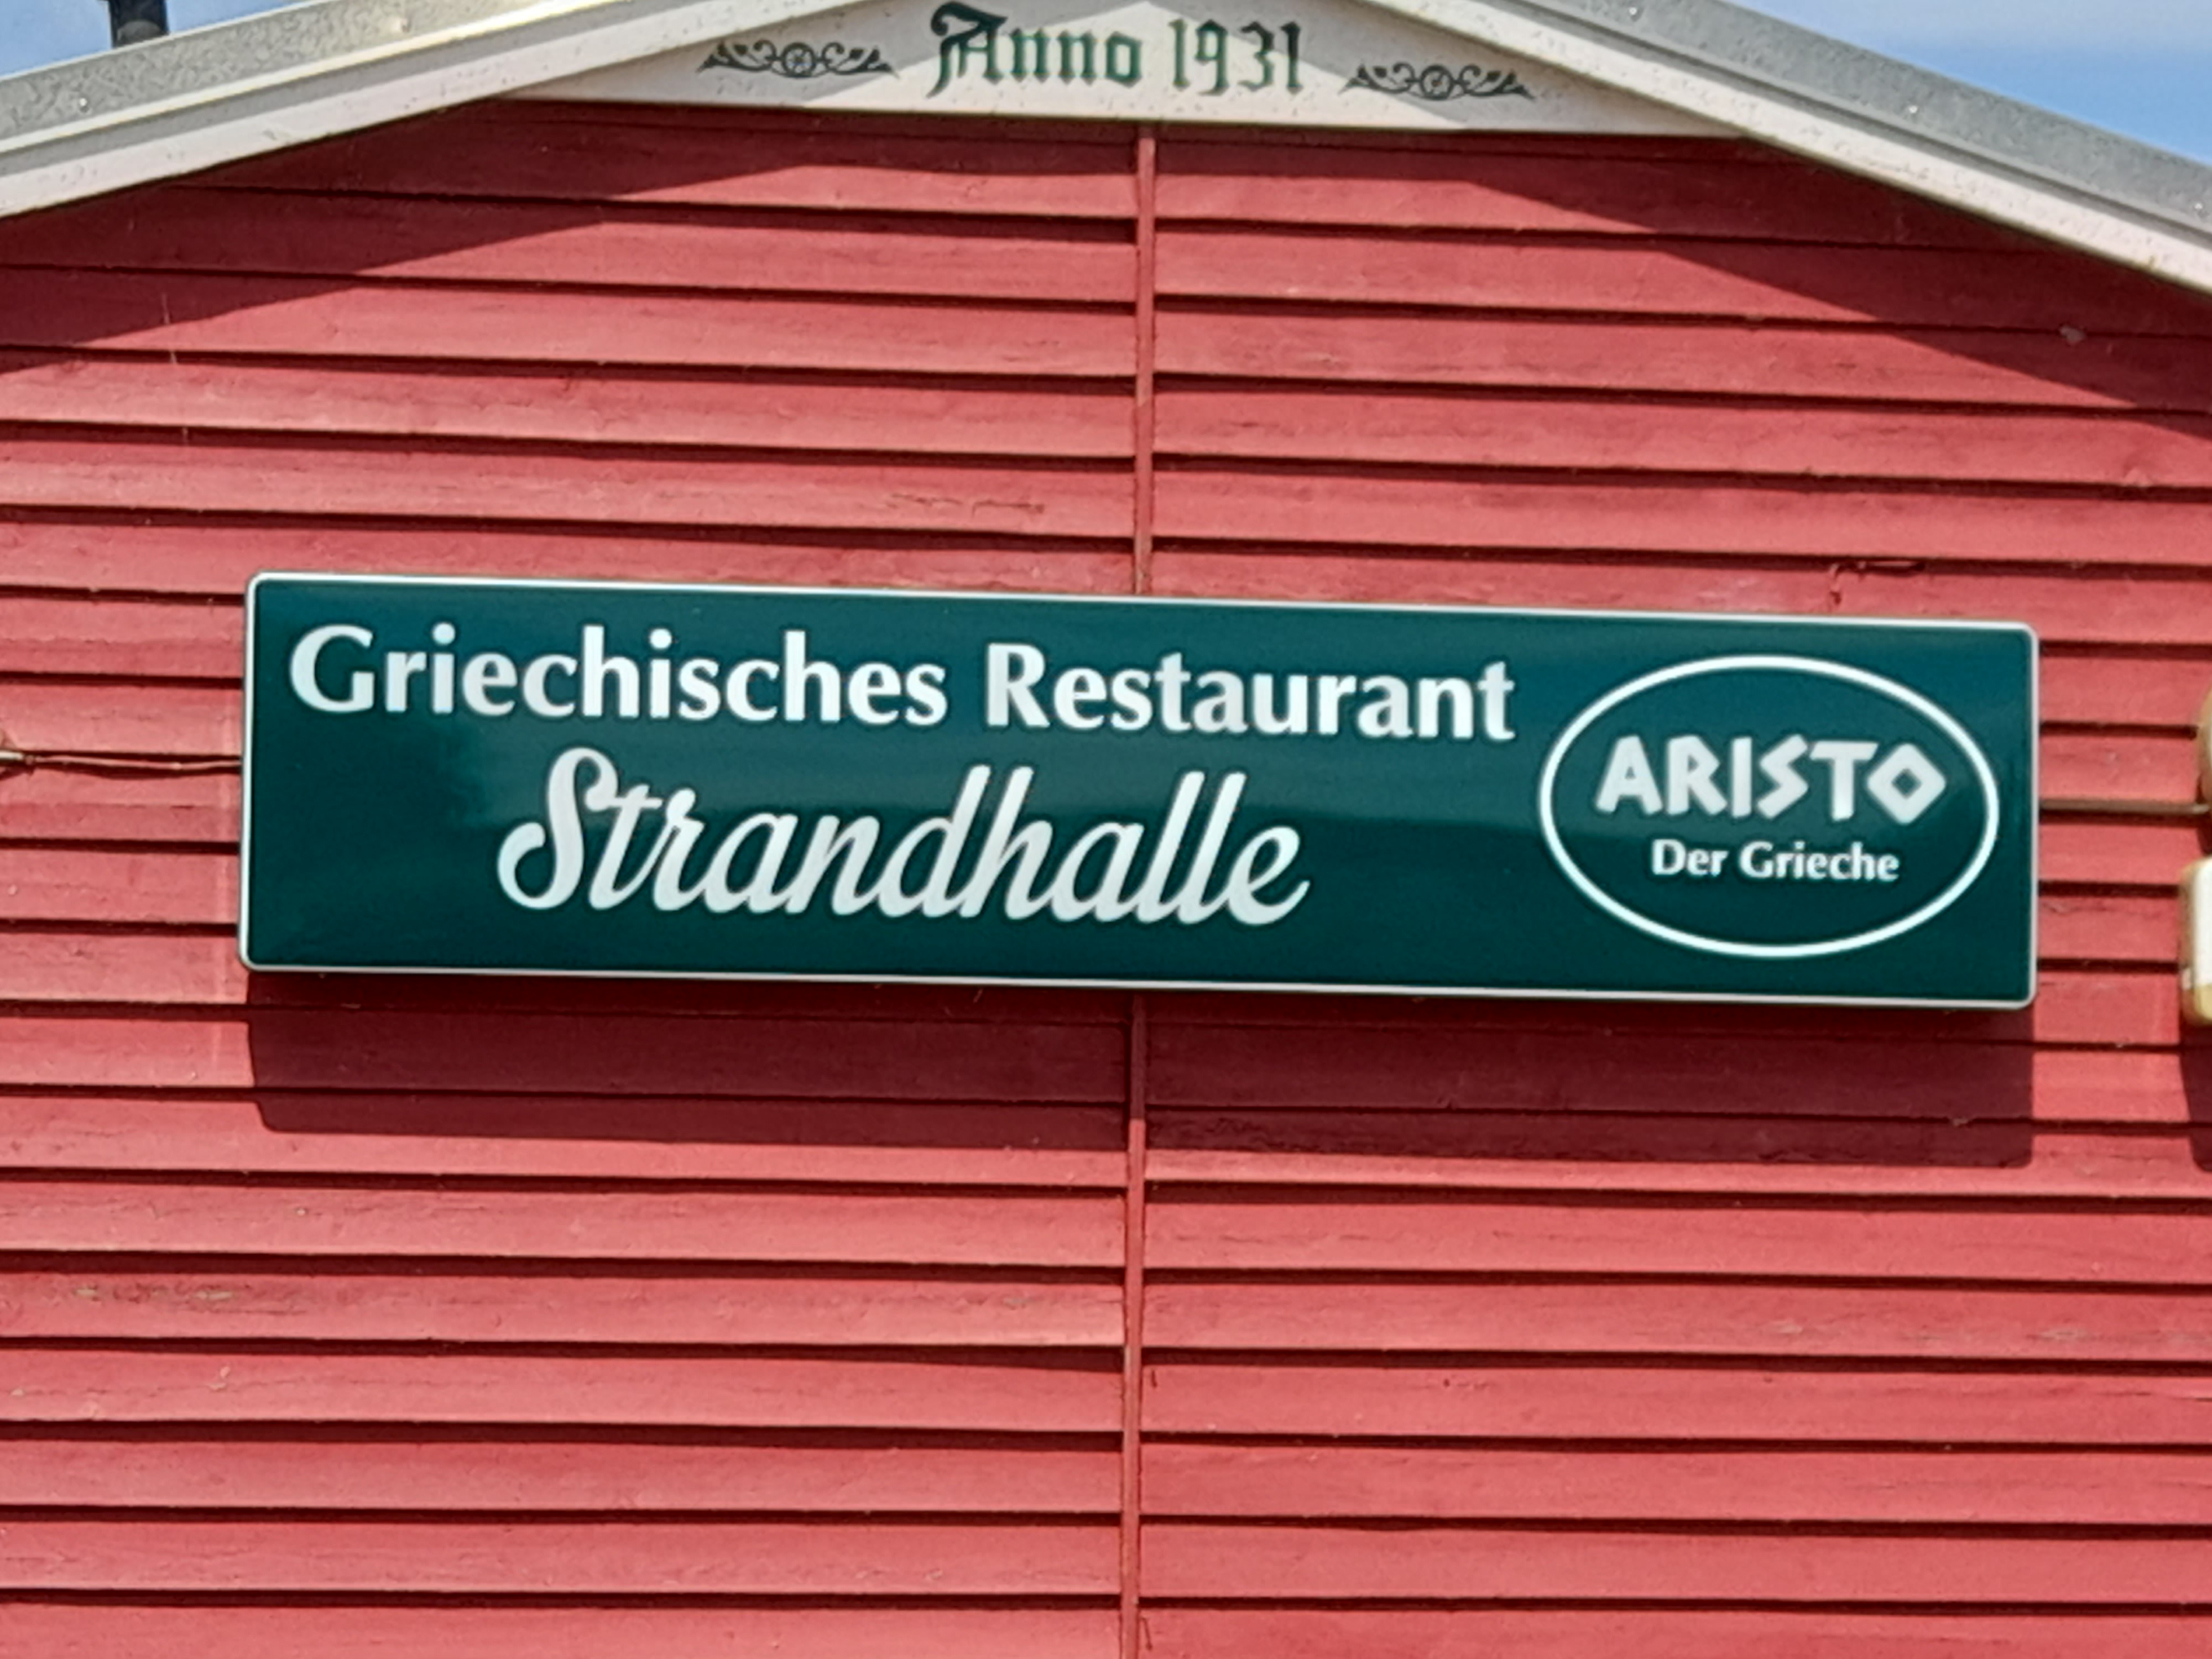 Anno 1931
Griechisches Restaurant
Strandhalle
ARISTO
Der Grieche